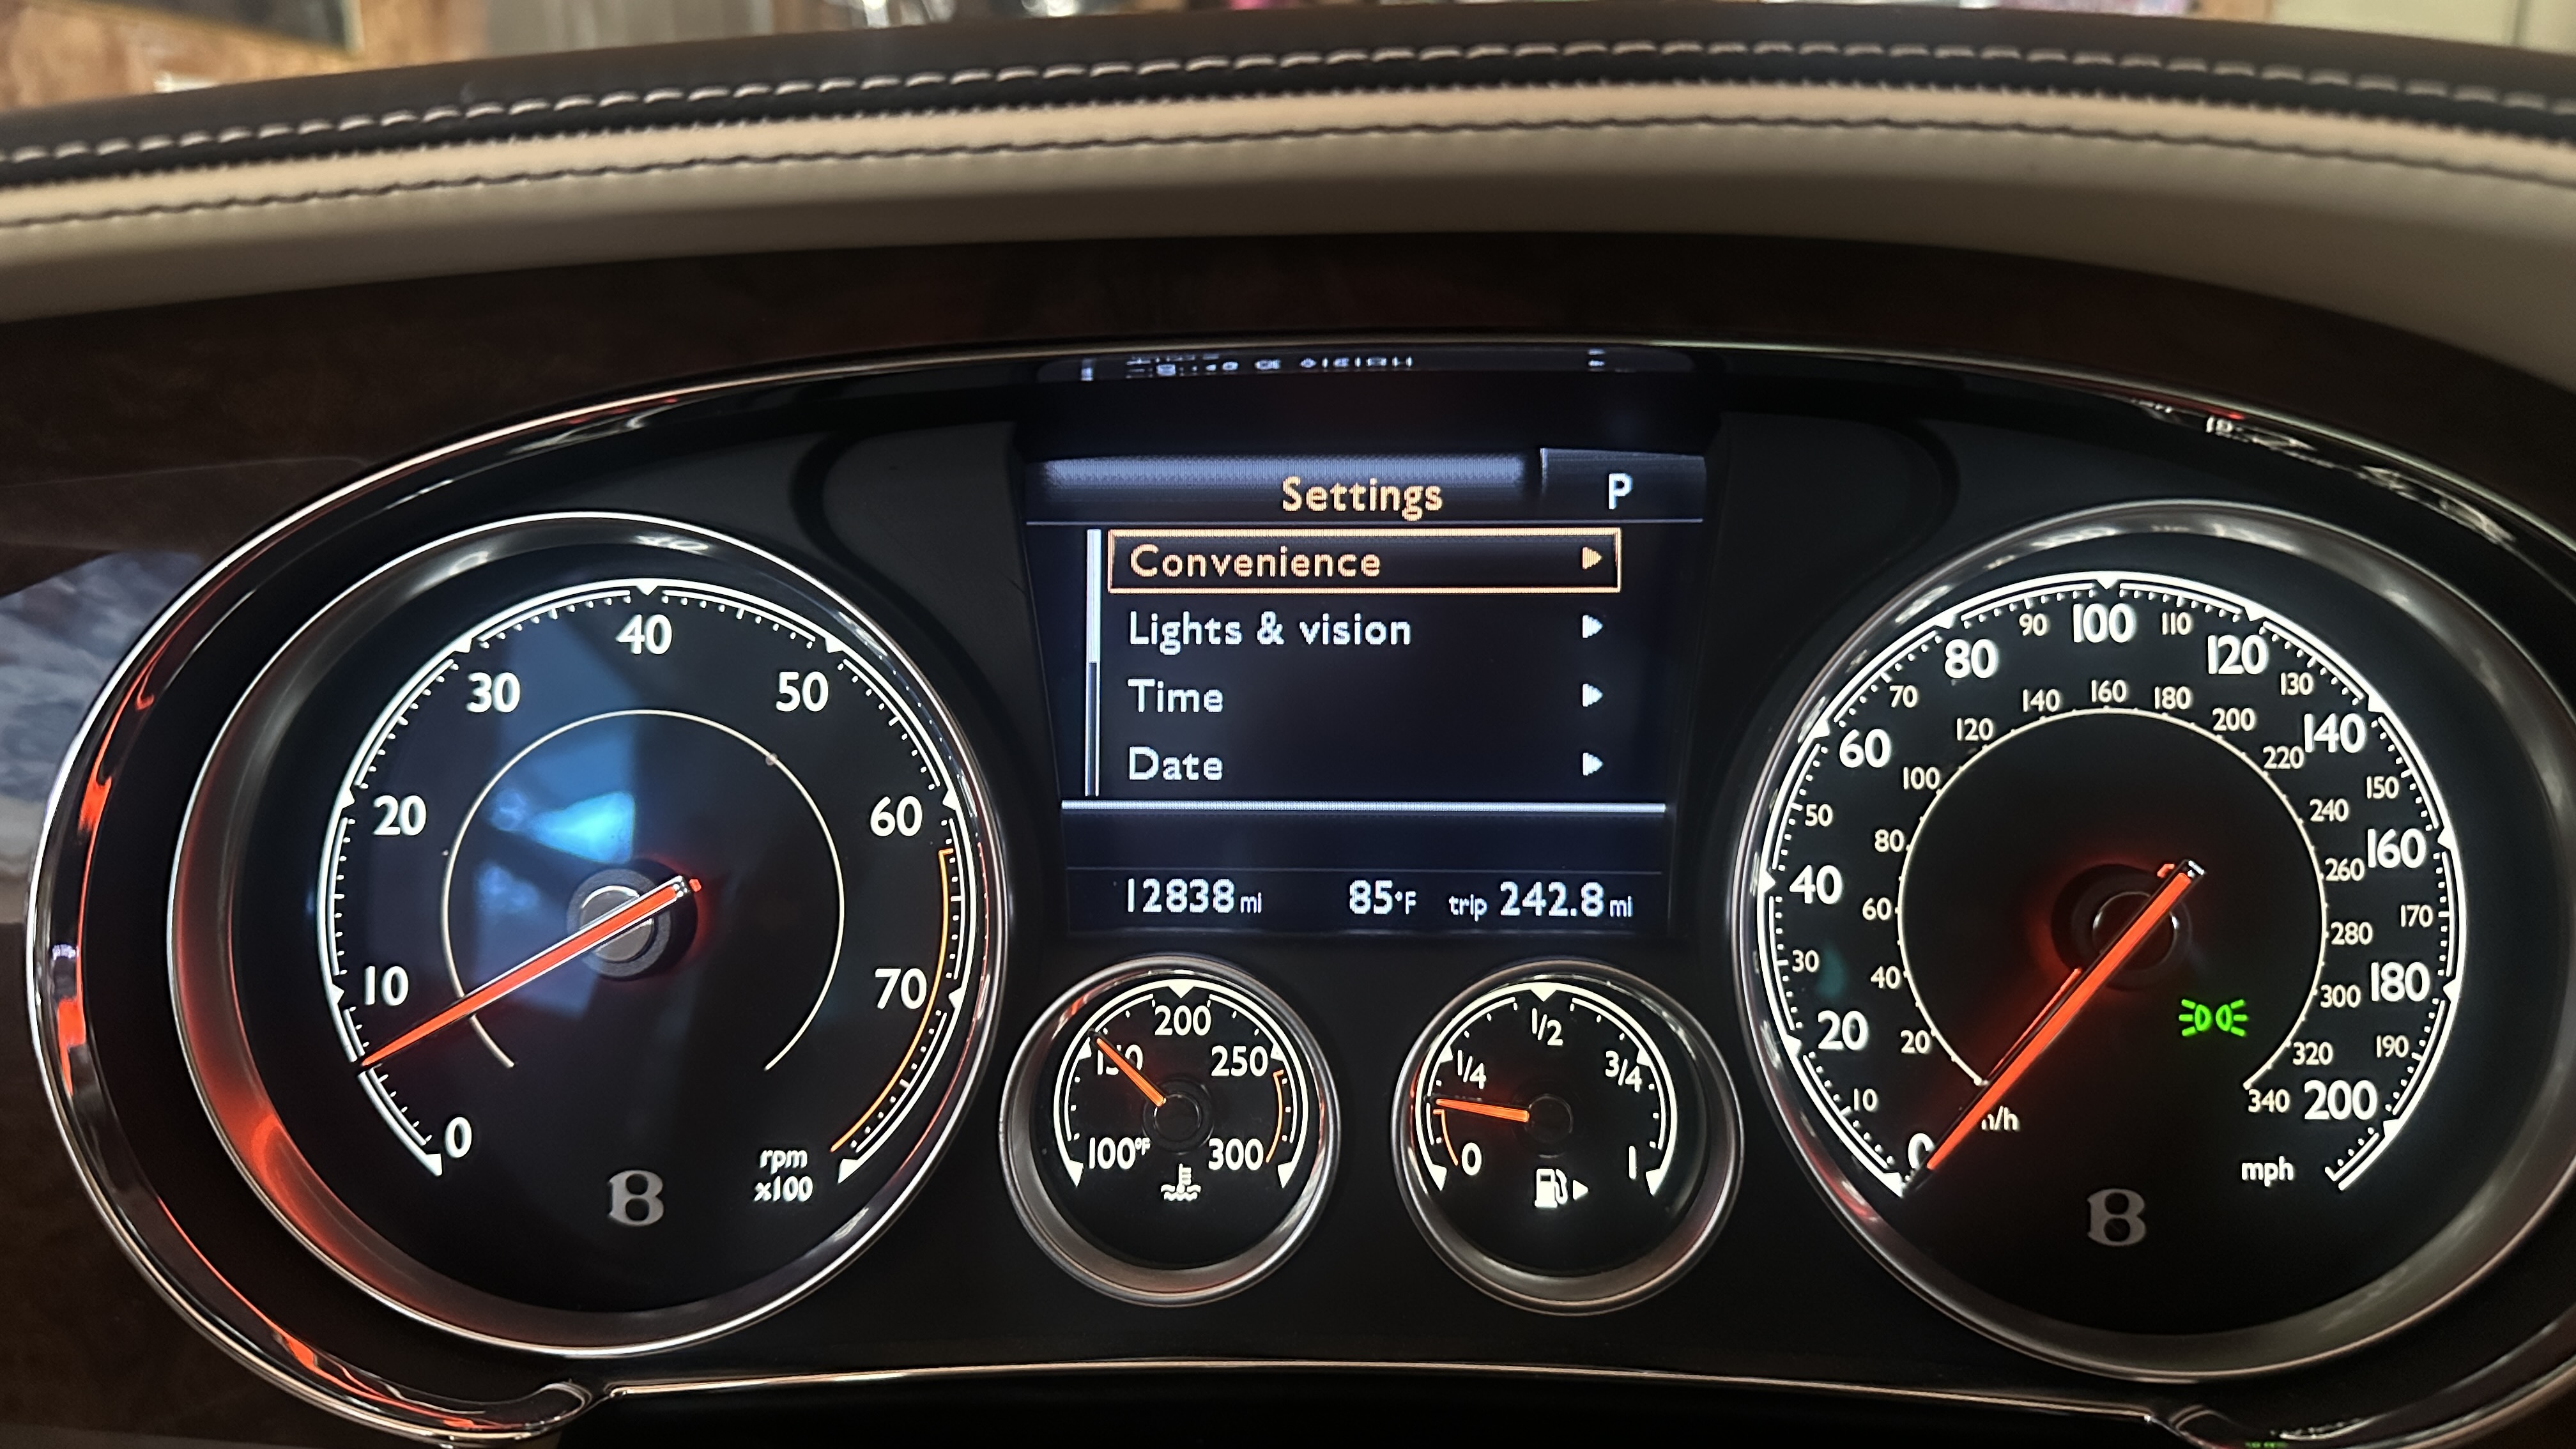 Settings P
Convenience
Lights & vision
Time
Date
12838 mi 85°F trip 242.8 mi
0 10 20 30 40 50 60 70
rpm
x100
B
100°F 150 200 250 300
0 1/4 1/2 3/4 1
0 10 20 30 40 50 60 70 80 90 100 110 120 130 140 150 160 170 180 190 200
mph
20 40 60 80 100 120 140 160 180 200 220 240 260 280 300 320 340
B